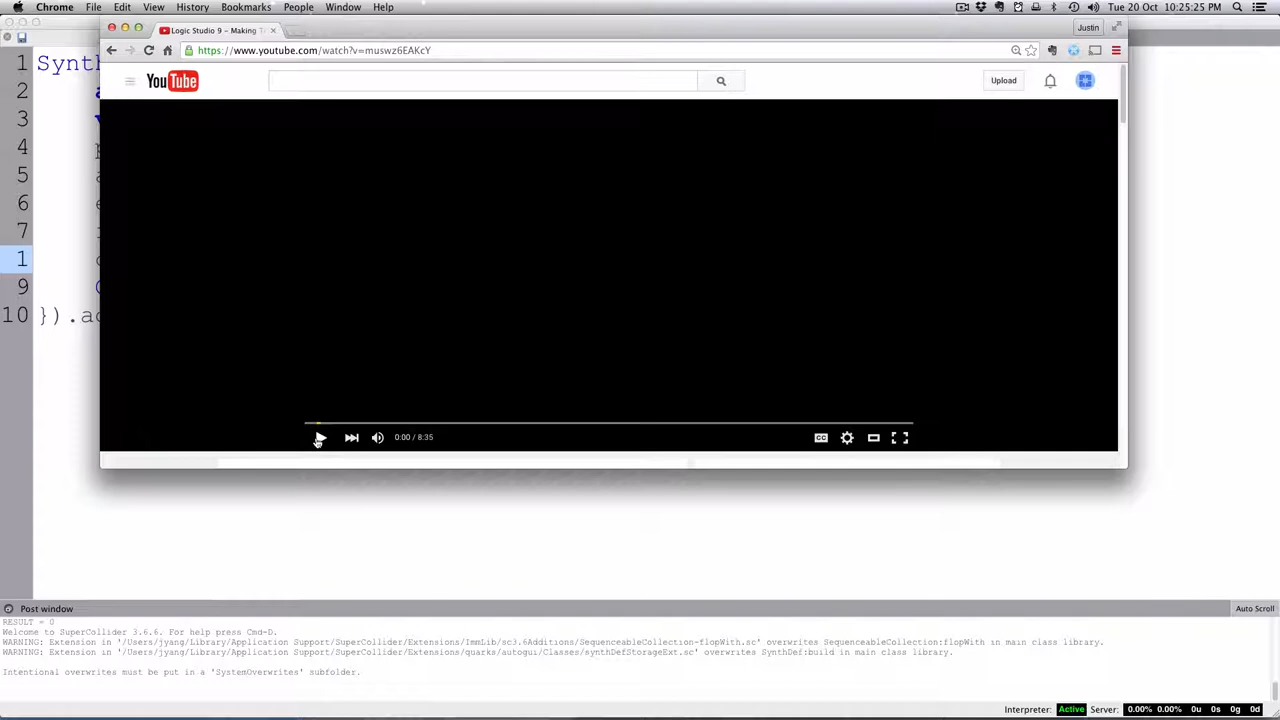 Chrome File Edit View History Bookmarks People Window Help Tue 20 Oct 10:25:25 PM
Logic Studio 9 - Making T
Justin
https://www.youtube.com/watch?v=muswz6EAKcY
YouTube Upload
1 Synth
2
3
4
5
6
7
1
9
10 }).a
0:00 / 8:35 CC
Post window Auto Scroll
RESULT = 0
Welcome to SuperCollider 3.6.6. For help press Cmd-D.
WARNING: Extension in '/Users/jyang/Library/Application Support/SuperCollider/Extensions/ImmLib/sc3.6Additions/SequenceableCollection-flopWith.sc' overwrites SequenceableCollection:flopWith in main class library.
WARNING: Extension in '/Users/jyang/Library/Application Support/SuperCollider/Extensions/quarks/autogui/Classes/synthDefStorageExt.sc' overwrites SynthDef:build in main class library.
Intentional overwrites must be put in a 'SystemOverwrites' subfolder.
Interpreter: Active Server: 0.00% 0.00% 0u 0s 0g 0d